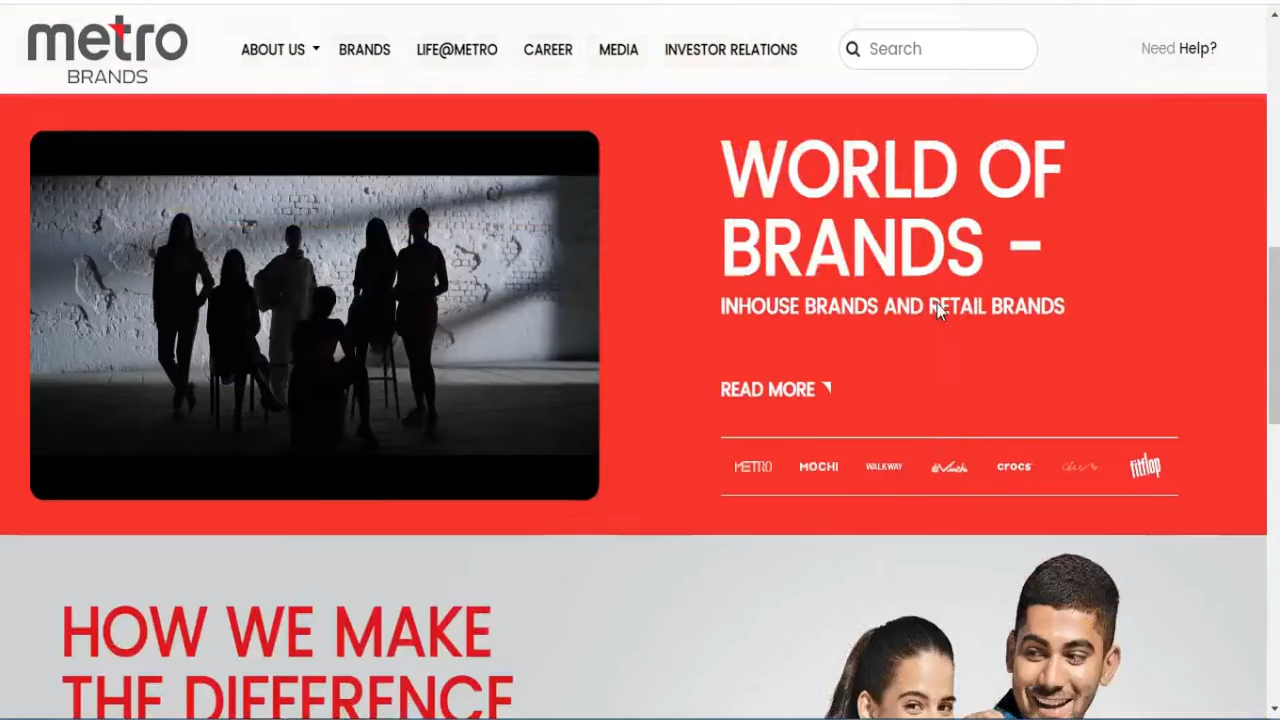 metro
BRANDS
ABOUT US
BRANDS
LIFE@METRO
CAREER
MEDIA
INVESTOR RELATIONS
Search
Need Help?
WORLD OF
BRANDS –
INHOUSE BRANDS AND RETAIL BRANDS
READ MORE
METRO
MOCHI
WALKWAY
crocs
fitflop
HOW WE MAKE
THE DIFFERENCE